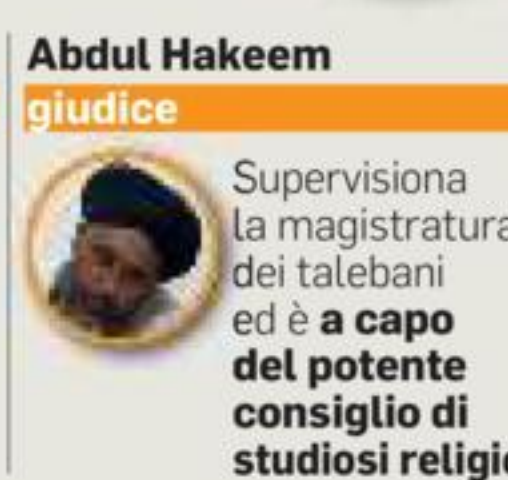 Abdul Hakeem
giudice
Supervisiona
la magistratura
dei talebani
ed è a capo
del potente
consiglio di
studiosi